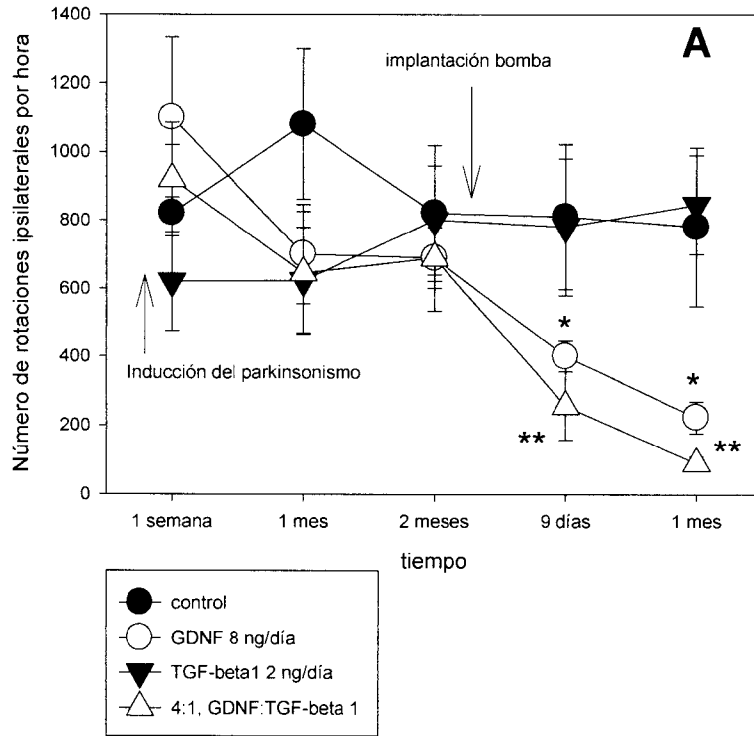 A
Número de rotaciones ipsilaterales por hora
1400
1200
1000
800
600
400
200
0
implantación bomba
Inducción del parkinsonismo
*
*
**
**
1 semana
1 mes
2 meses
9 días
1 mes
tiempo
control
GDNF 8 ng/día
TGF-beta1 2 ng/día
4:1, GDNF:TGF-beta 1